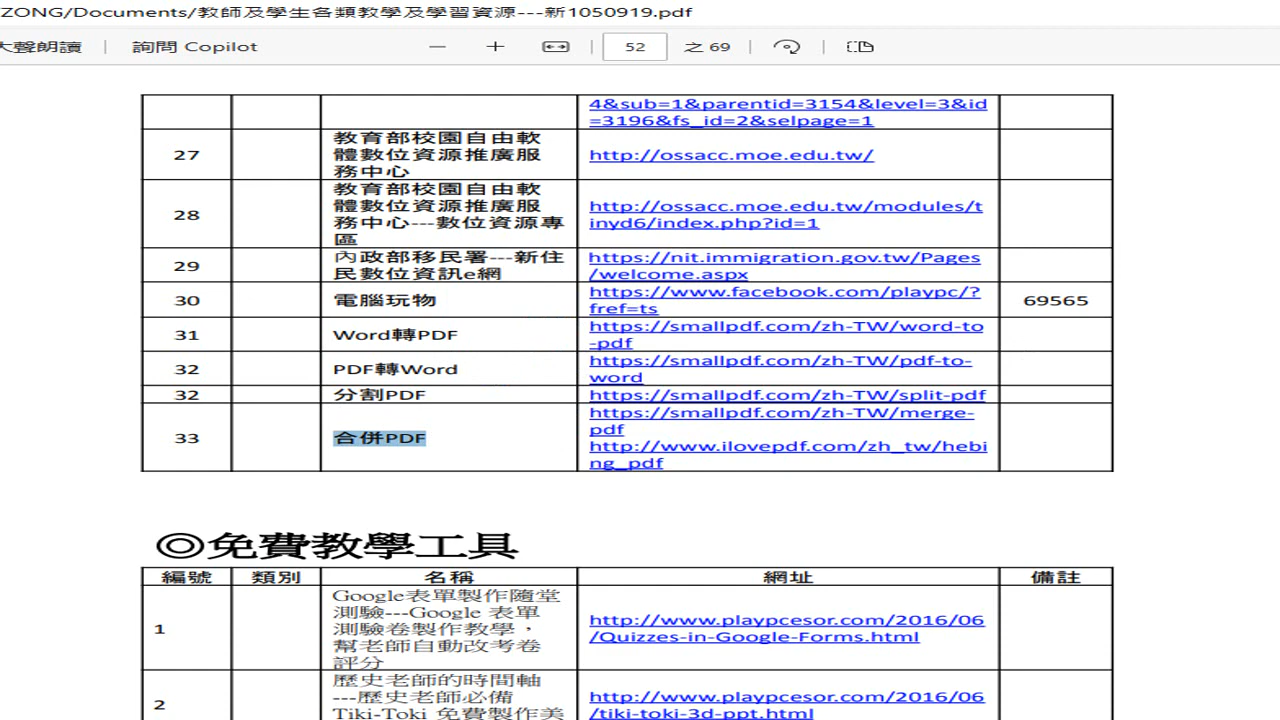 ZONG/Documents/教師及學生各類教學及學習資源---新1050919.pdf
大聲朗讀 詢問 Copilot 52 之 69
4&sub=1&parentid=3154&level=3&id
=3196&fs_id=2&selpage=1
27
教育部校園自由軟
體數位資源推廣服
務中心
http://ossacc.moe.edu.tw/
28
教育部校園自由軟
體數位資源推廣服
務中心---數位資源專
區
http://ossacc.moe.edu.tw/modules/t
inyd6/index.php?id=1
29
內政部移民署---新住
民數位資訊e網
https://nit.immigration.gov.tw/Pages
/welcome.aspx
30
電腦玩物
https://www.facebook.com/playpc/?
fref=ts
69565
31
Word轉PDF
https://smallpdf.com/zh-TW/word-to
-pdf
32
PDF轉Word
https://smallpdf.com/zh-TW/pdf-to-
word
32
分割PDF
https://smallpdf.com/zh-TW/split-pdf
33
合併PDF
https://smallpdf.com/zh-TW/merge-
pdf
http://www.ilovepdf.com/zh_tw/hebi
ng_pdf
◎免費教學工具
編號 類別 名稱 網址 備註
1
Google表單製作隨堂
測驗---Google 表單
測驗卷製作教學，
幫老師自動改考卷
評分
http://www.playpcesor.com/2016/06
/Quizzes-in-Google-Forms.html
2
歷史老師的時間軸
---歷史老師必備
Tiki-Toki 免費製作美
http://www.playpcesor.com/2016/06
/tiki-toki-3d-ppt.html